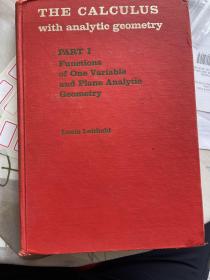 THE CALCULUS
with analytic geometry
PART I
Functions
of One Variable
and Plane Analytic
Geometry
Louis Leithold